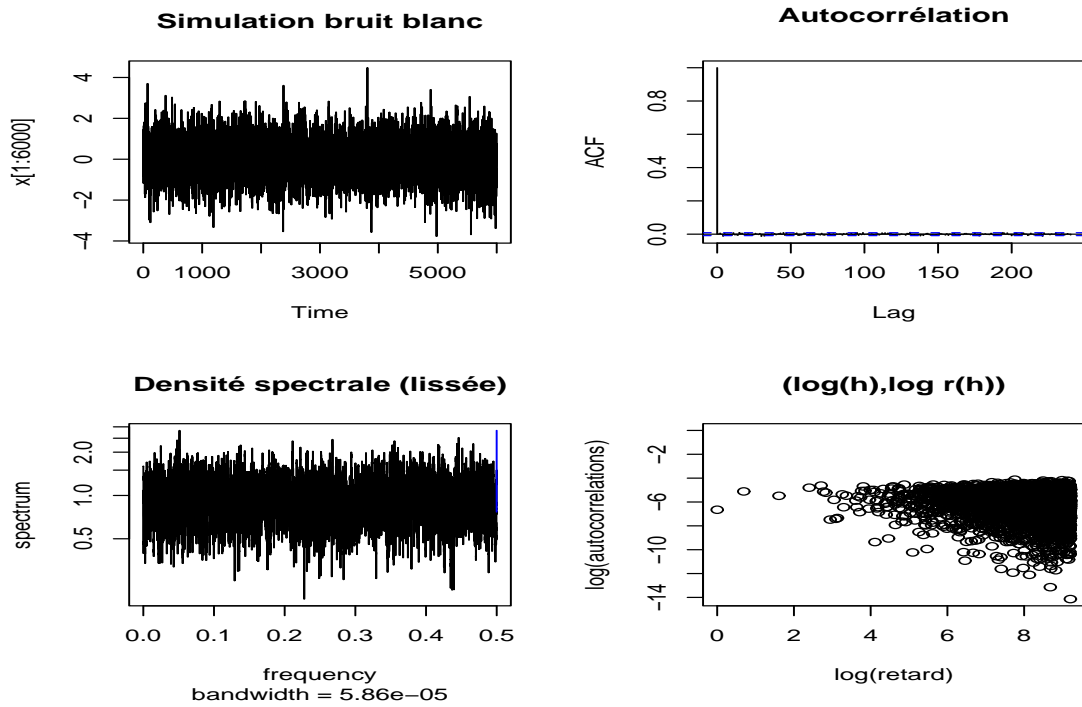 Simulation bruit blanc
x[1:6000]
4
2
0
−2
−4
0 1000 3000 5000
Time
Autocorrélation
ACF
0.8
0.4
0.0
0 50 100 150 200
Lag
Densité spectrale (lissée)
spectrum
2.0
1.0
0.5
0.0 0.1 0.2 0.3 0.4 0.5
frequency
bandwidth = 5.86e−05
(log(h),log r(h))
log(autocorrelations)
−2
−6
−10
−14
0 2 4 6 8
log(retard)